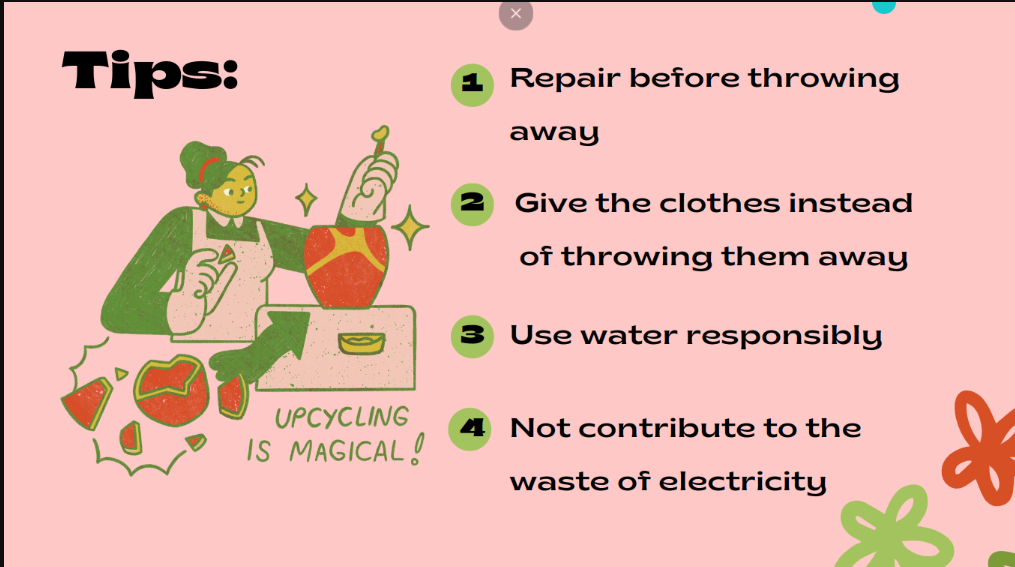 Tips:
1 Repair before throwing
away
2 Give the clothes instead
of throwing them away
3 Use water responsibly
4 Not contribute to the
waste of electricity
UPCYCLING
IS MAGICAL!